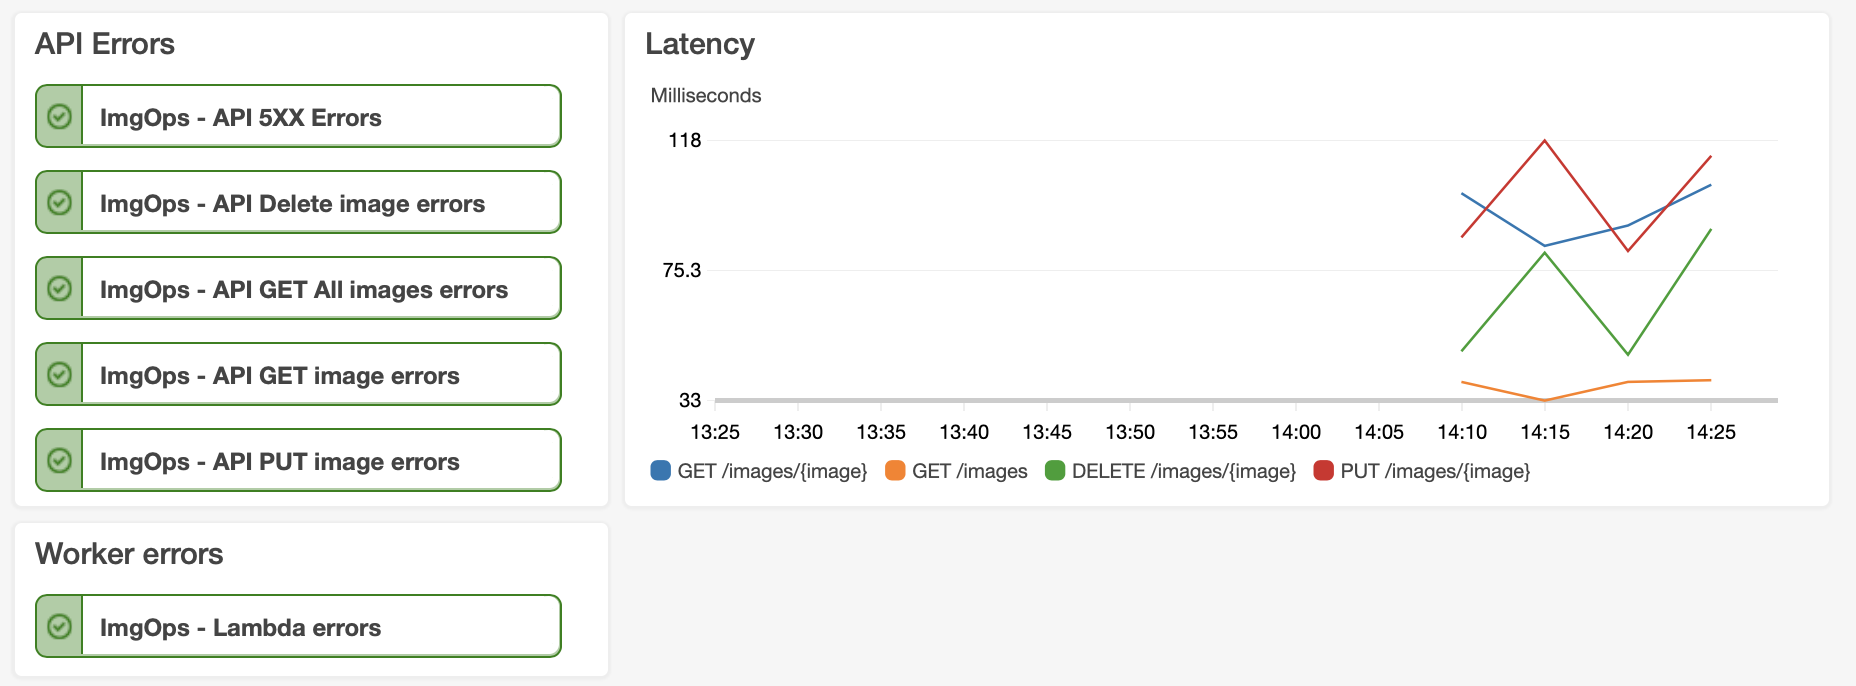 API Errors
ImgOps - API 5XX Errors
ImgOps - API Delete image errors
ImgOps - API GET All images errors
ImgOps - API GET image errors
ImgOps - API PUT image errors
Worker errors
ImgOps - Lambda errors
Latency
Milliseconds
118
75.3
33
13:25 13:30 13:35 13:40 13:45 13:50 13:55 14:00 14:05 14:10 14:15 14:20 14:25
GET /images/{image} GET /images DELETE /images/{image} PUT /images/{image}